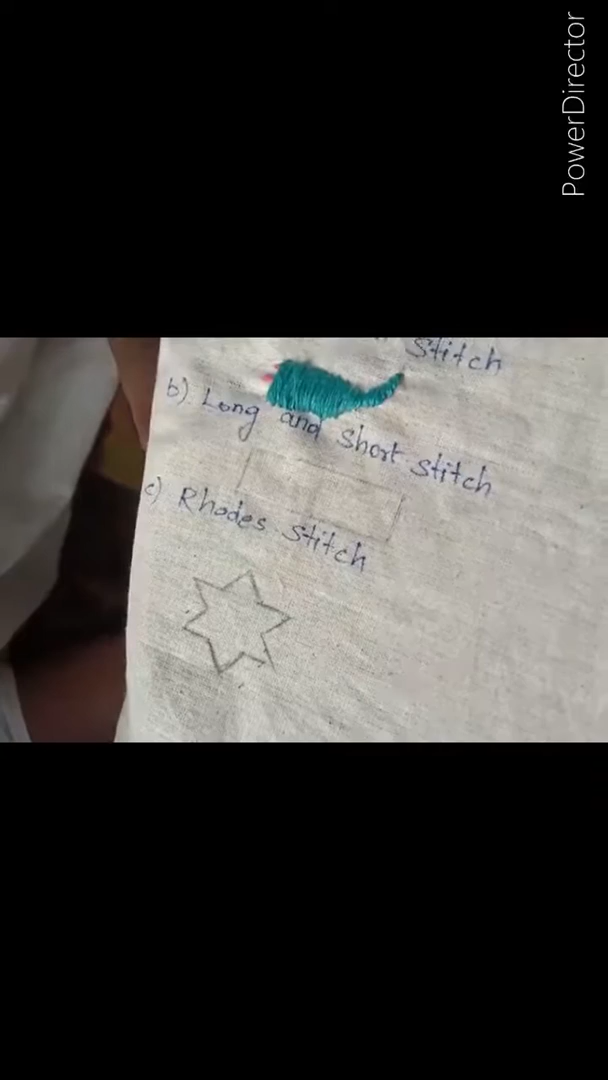 PowerDirector
Stitch
b) Long and Short Stitch
c) Rhodes Stitch